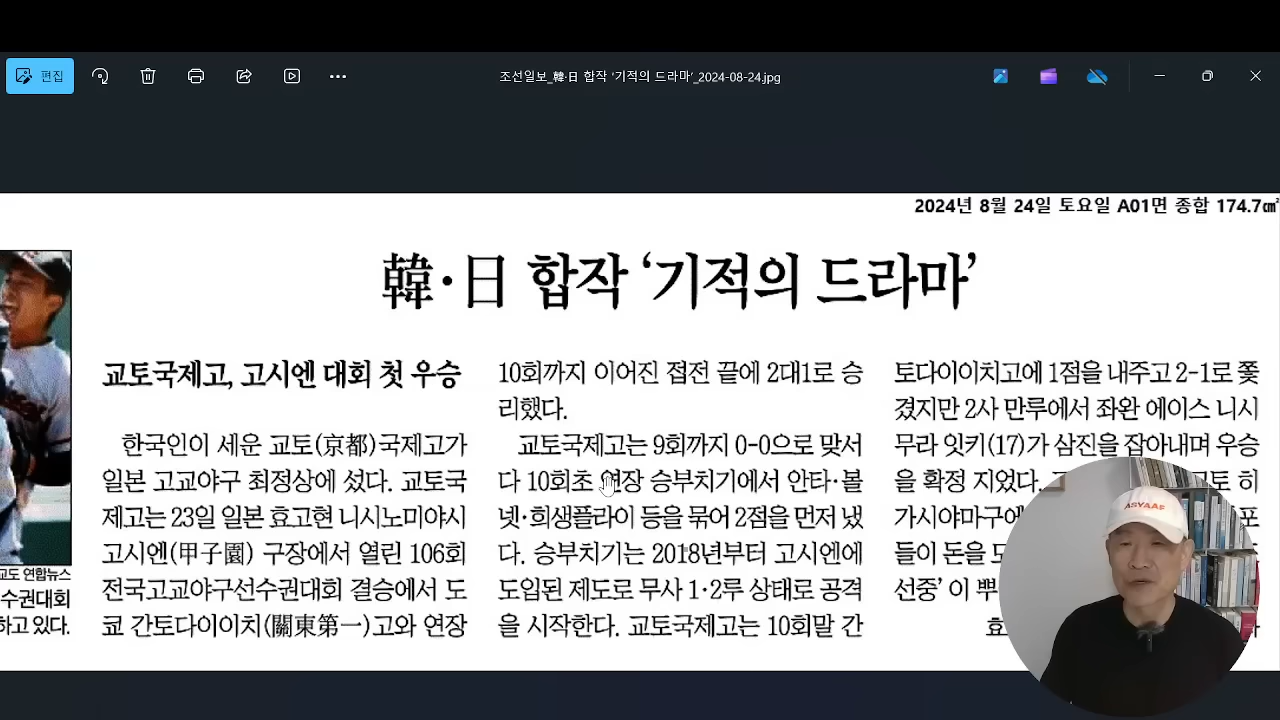 편집
조선일보_韓·日 합작 '기적의 드라마'_2024-08-24.jpg
2024년 8월 24일 토요일 A01면 종합 174.7㎠
韓·日 합작 ‘기적의 드라마’
교도 연합뉴스
수권대회
하고 있다.
교토국제고, 고시엔 대회 첫 우승
한국인이 세운 교토(京都)국제고가
일본 고교야구 최정상에 섰다. 교토국
제고는 23일 일본 효고현 니시노미야시
고시엔(甲子園) 구장에서 열린 106회
전국고교야구선수권대회 결승에서 도
쿄 간토다이이치(關東第一)고와 연장
10회까지 이어진 접전 끝에 2대1로 승
리했다.
교토국제고는 9회까지 0-0으로 맞서
다 10회초 연장 승부치기에서 안타·볼
넷·희생플라이 등을 묶어 2점을 먼저 냈
다. 승부치기는 2018년부터 고시엔에
도입된 제도로 무사 1·2루 상태로 공격
을 시작한다. 교토국제고는 10회말 간
토다이이치고에 1점을 내주고 2-1로 쫓
겼지만 2사 만루에서 좌완 에이스 니시
무라 잇키(17)가 삼진을 잡아내며 우승
을 확정 지었다. 토 히
가시야마구에 포
들이 돈을
선중’이 뿌
효
ASYAAF